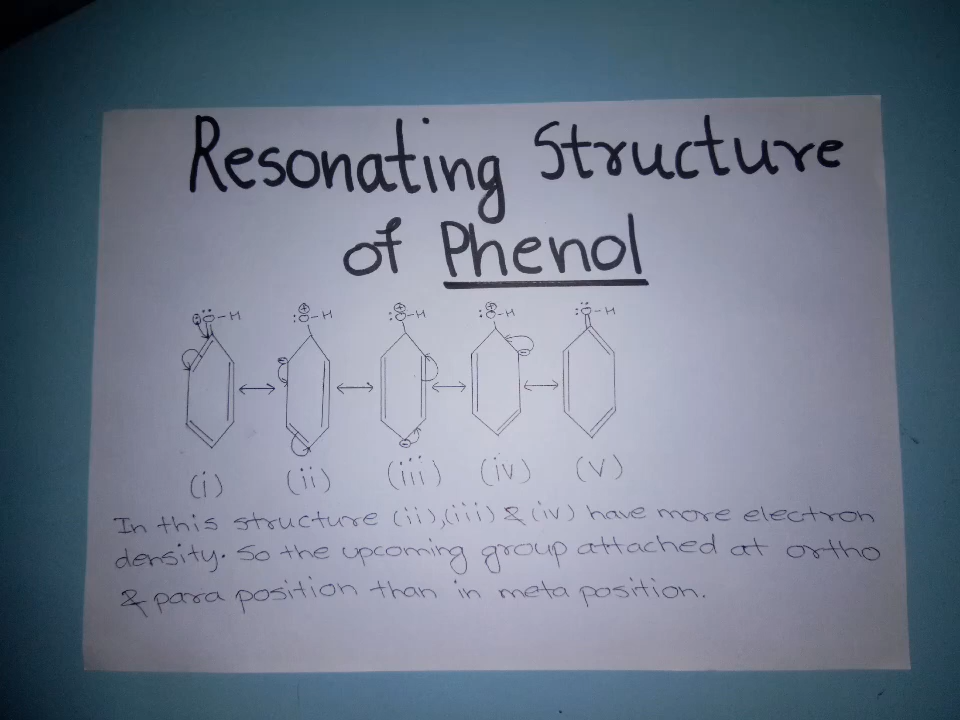 Resonating Structure
of Phenol
(i) (ii) (iii) (iv) (v)
In this structure (ii),(iii) & (iv) have more electron
density. So the upcoming group attached at ortho
& para position than in meta position.